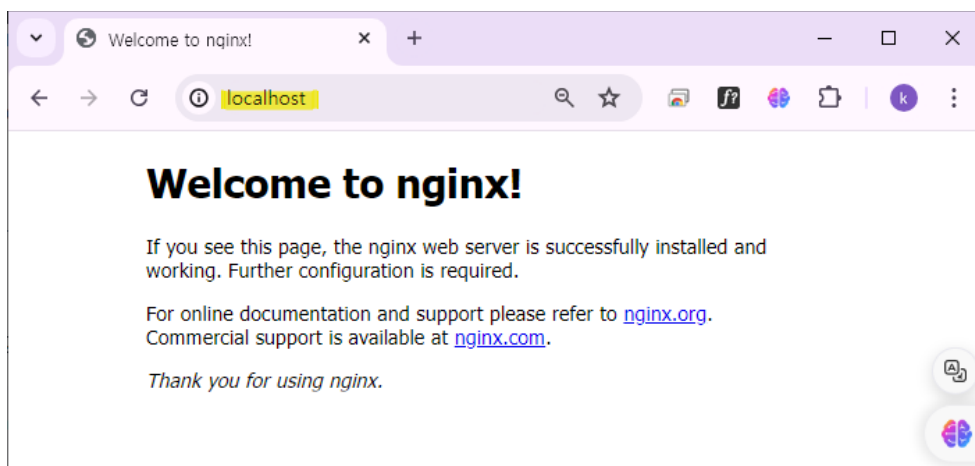 Welcome to nginx!
localhost
f?
k
Welcome to nginx!
If you see this page, the nginx web server is successfully installed and
working. Further configuration is required.
For online documentation and support please refer to nginx.org.
Commercial support is available at nginx.com.
Thank you for using nginx.